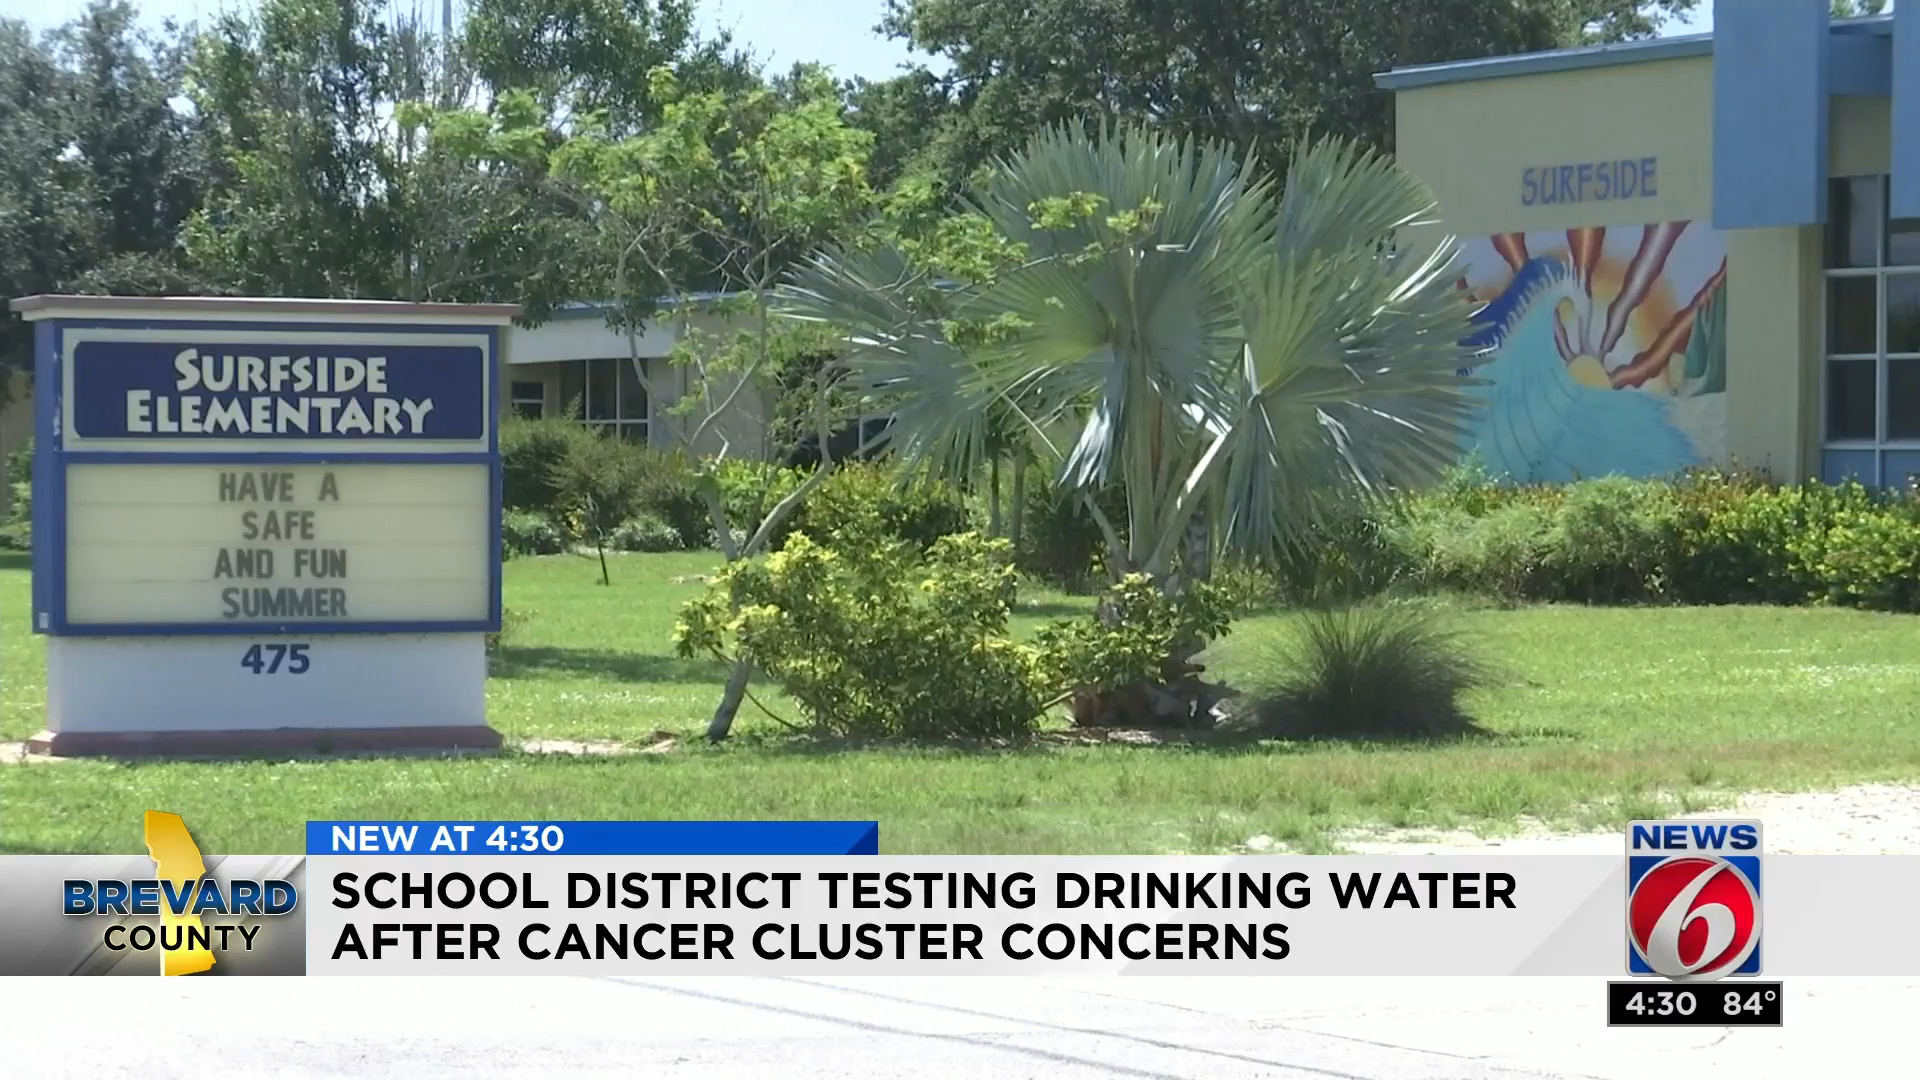 SURFSIDE
SURFSIDE
ELEMENTARY
HAVE A
SAFE
AND FUN
SUMMER
475
NEW AT 4:30
BREVARD
COUNTY
SCHOOL DISTRICT TESTING DRINKING WATER
AFTER CANCER CLUSTER CONCERNS
NEWS
6
4:30 84°